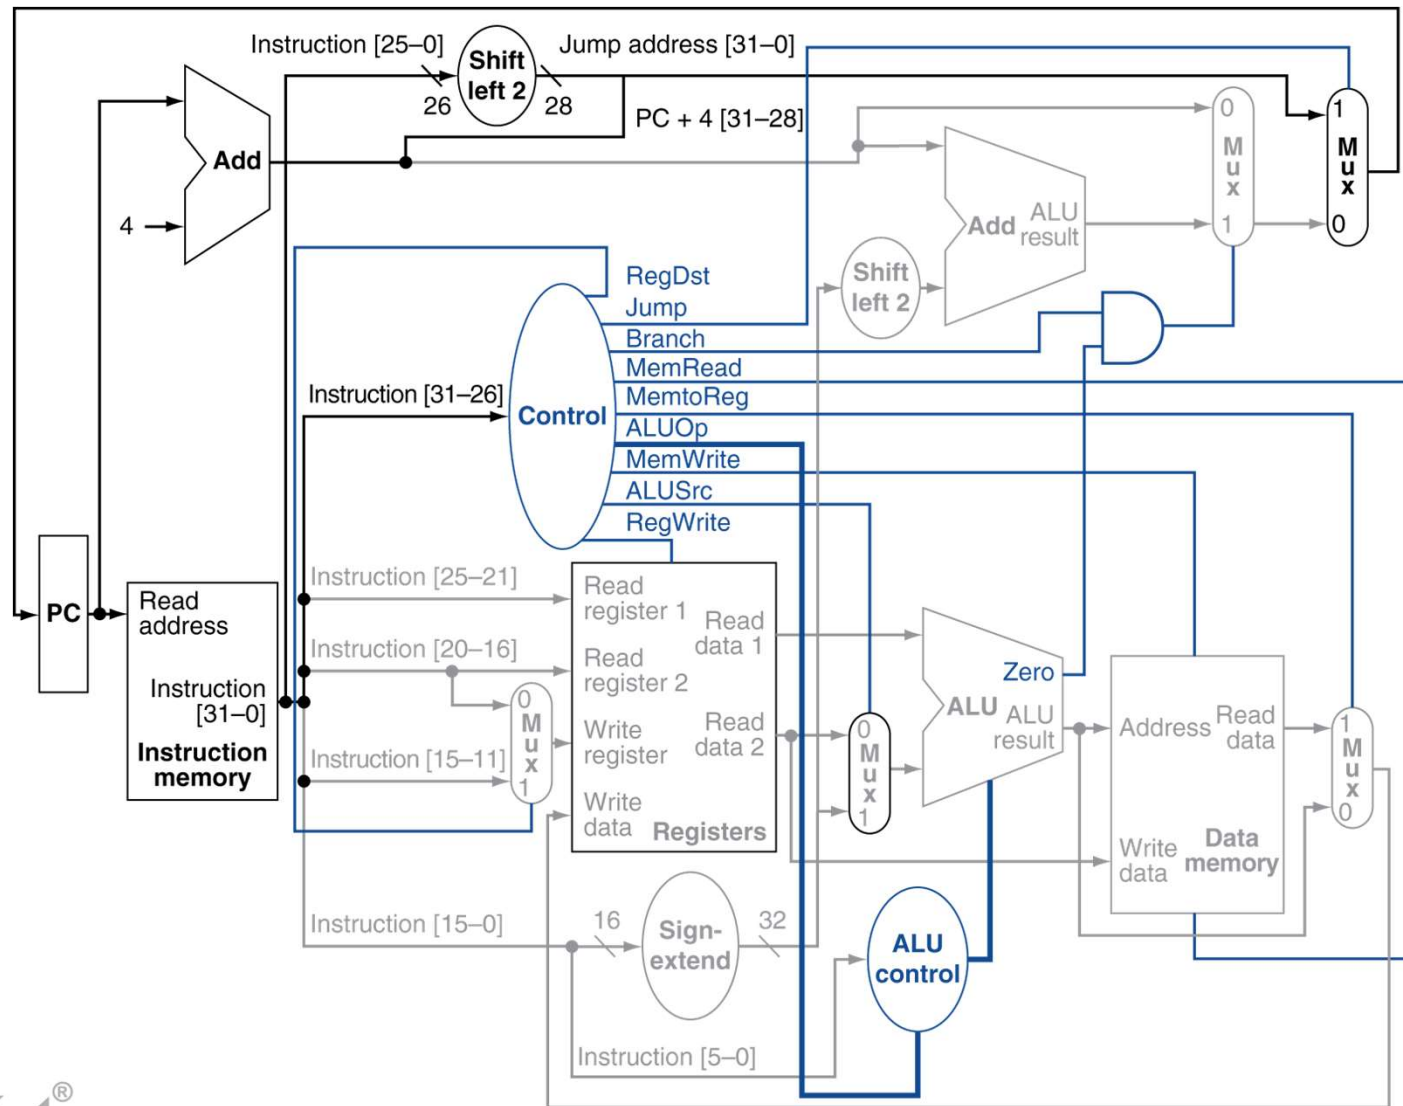 Instruction [25–0]
Shift
left 2
Jump address [31–0]
26
28
PC + 4 [31–28]
Add
4
0
M
u
x
1
1
M
u
x
0
Add
ALU
result
Shift
left 2
RegDst
Jump
Branch
MemRead
MemtoReg
ALUOp
MemWrite
ALUSrc
RegWrite
Instruction [31–26]
Control
PC
Read
address
Instruction
[31–0]
Instruction
memory
Instruction [25–21]
Instruction [20–16]
Instruction [15–11]
0
M
u
x
1
Read
register 1
Read
register 2
Write
register
Write
data
Read
data 1
Read
data 2
Registers
0
M
u
x
1
Zero
ALU
ALU
result
Address
Read
data
Write
data
Data
memory
1
M
u
x
0
Instruction [15–0]
16
Sign-
extend
32
ALU
control
Instruction [5–0]
®